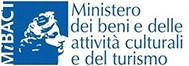 MiBACT
Ministero
dei beni e delle
attività culturali
e del turismo